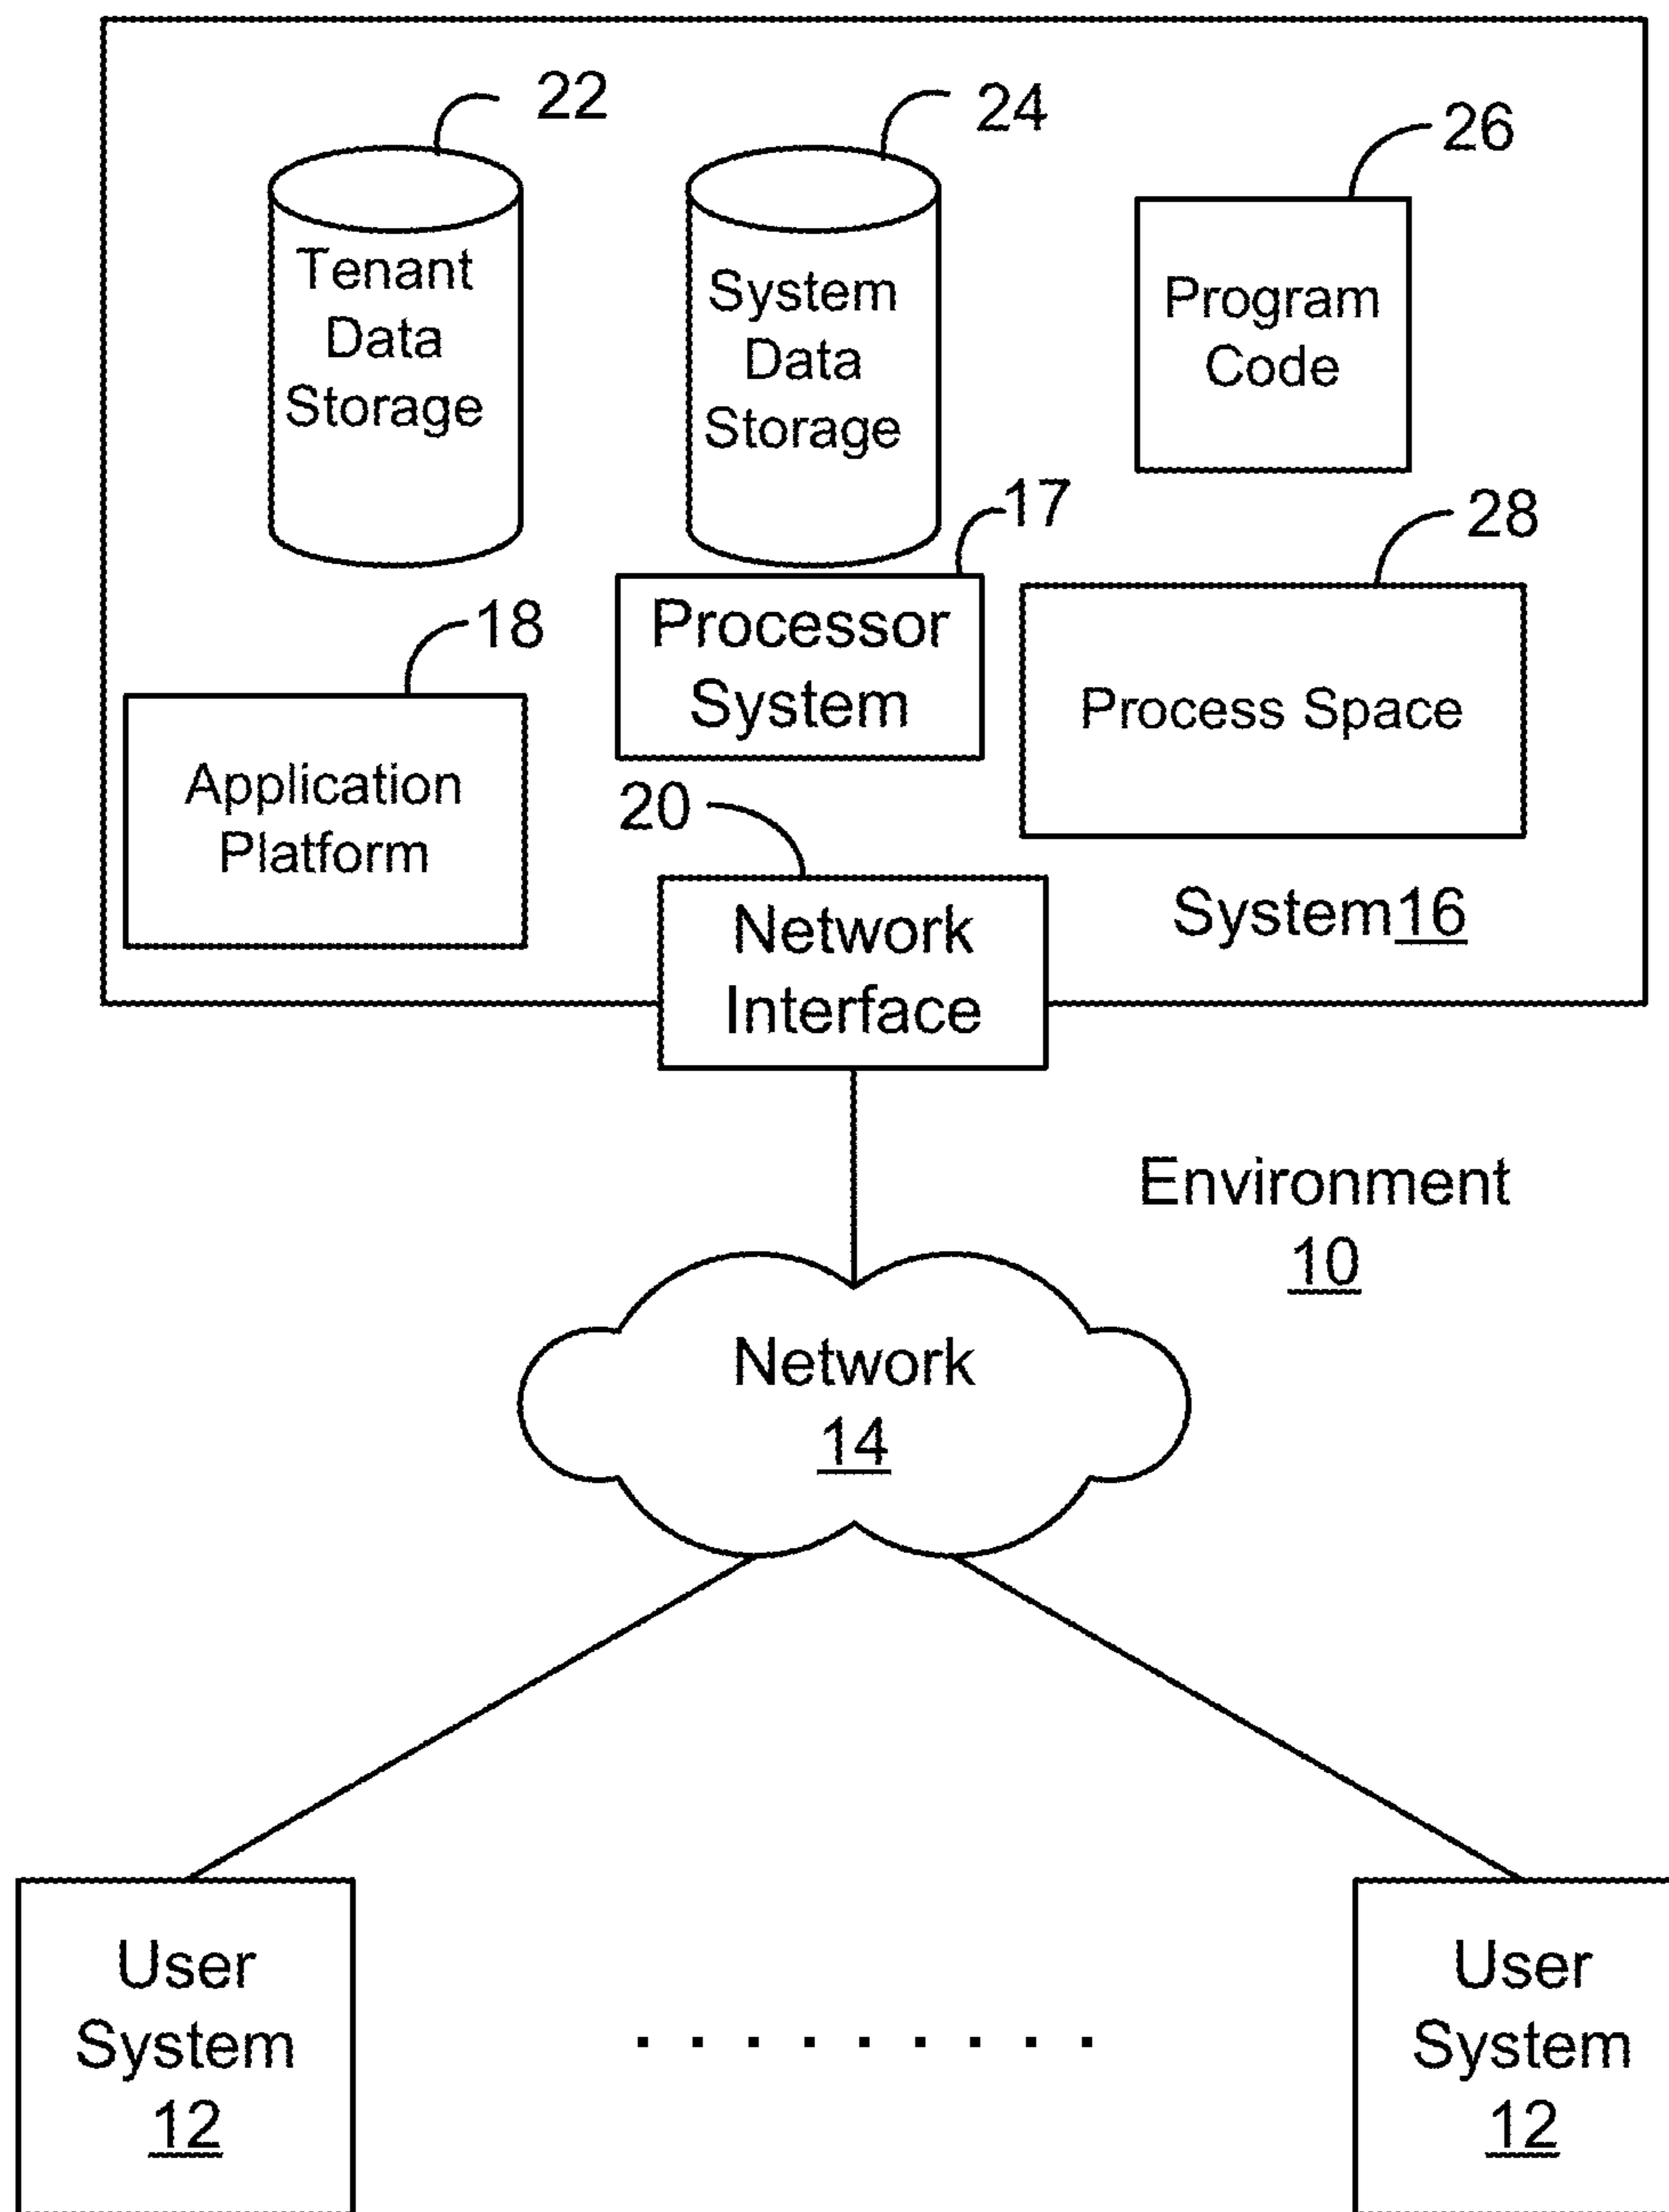 22
24
26
Tenant
Data
Storage
System
Data
Storage
Program
Code
17
28
18
Processor
System
Process Space
Application
Platform
20
Network
Interface
System16
Environment
10
Network
14
User
System
12
User
System
12